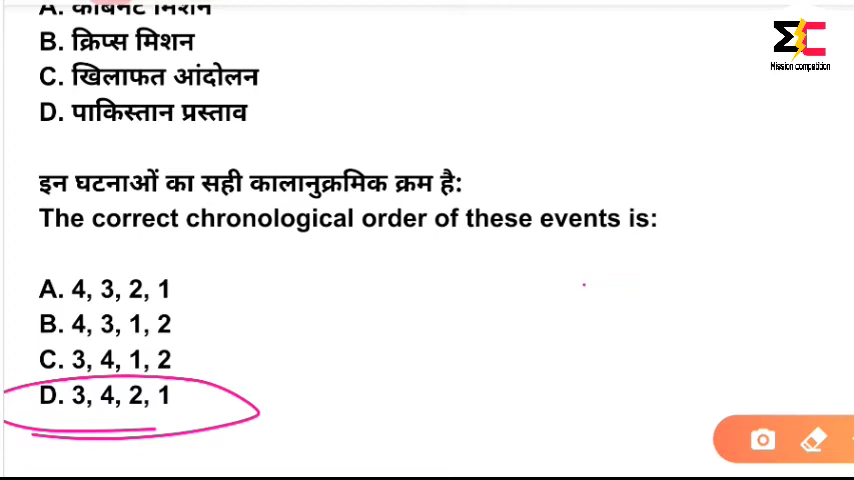 A. कैबिनेट मिशन
B. क्रिप्स मिशन
C. खिलाफत आंदोलन
D. पाकिस्तान प्रस्ताव
इन घटनाओं का सही कालानुक्रमिक क्रम है:
The correct chronological order of these events is:
A. 4, 3, 2, 1
B. 4, 3, 1, 2
C. 3, 4, 1, 2
D. 3, 4, 2, 1
Mission competition